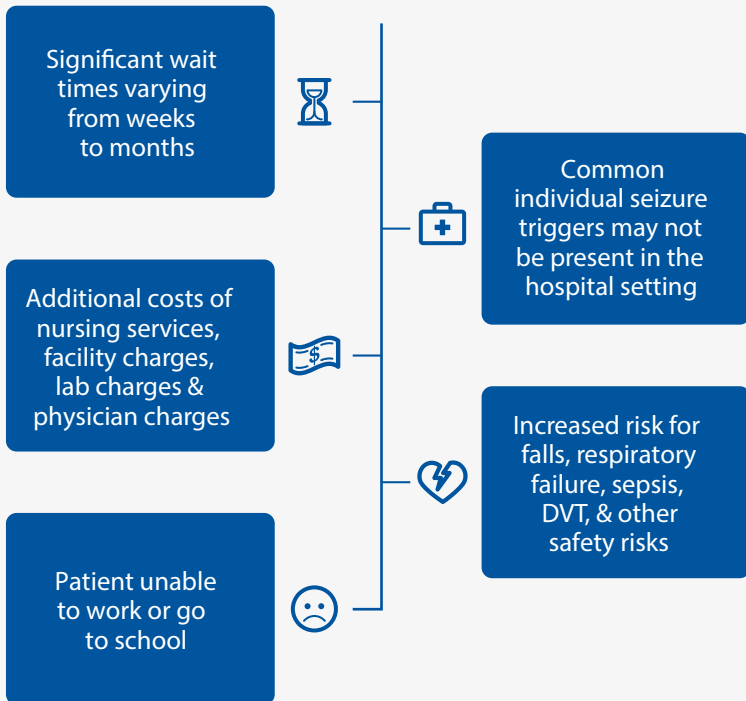 Significant wait
times varying
from weeks
to months
Common
individual seizure
triggers may not
be present in the
hospital setting
Additional costs of
nursing services,
facility charges,
lab charges &
physician charges
$
Increased risk for
falls, respiratory
failure, sepsis,
DVT, & other
safety risks
Patient unable
to work or go
to school